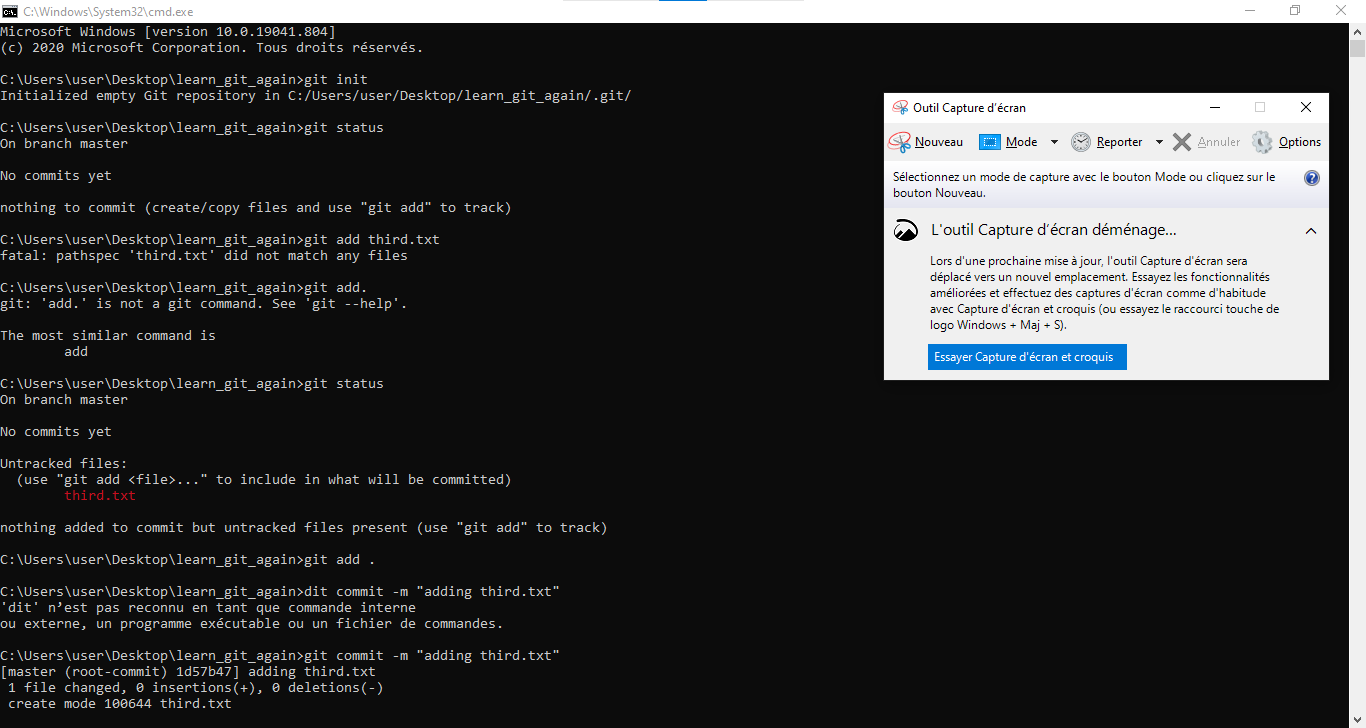 C:\Windows\System32\cmd.exe
Microsoft Windows [version 10.0.19041.804]
(c) 2020 Microsoft Corporation. Tous droits réservés.
C:\Users\user\Desktop\learn_git_again>git init
Initialized empty Git repository in C:/Users/user/Desktop/learn_git_again/.git/
C:\Users\user\Desktop\learn_git_again>git status
On branch master
No commits yet
nothing to commit (create/copy files and use "git add" to track)
C:\Users\user\Desktop\learn_git_again>git add third.txt
fatal: pathspec 'third.txt' did not match any files
C:\Users\user\Desktop\learn_git_again>git add.
git: 'add.' is not a git command. See 'git --help'.
The most similar command is
add
C:\Users\user\Desktop\learn_git_again>git status
On branch master
No commits yet
Untracked files:
(use "git add <file>..." to include in what will be committed)
third.txt
nothing added to commit but untracked files present (use "git add" to track)
C:\Users\user\Desktop\learn_git_again>git add .
C:\Users\user\Desktop\learn_git_again>dit commit -m "adding third.txt"
'dit' n’est pas reconnu en tant que commande interne
ou externe, un programme exécutable ou un fichier de commandes.
C:\Users\user\Desktop\learn_git_again>git commit -m "adding third.txt"
[master (root-commit) 1d57b47] adding third.txt
1 file changed, 0 insertions(+), 0 deletions(-)
create mode 100644 third.txt
Outil Capture d’écran
Nouveau Mode Reporter Annuler Options
Sélectionnez un mode de capture avec le bouton Mode ou cliquez sur le
bouton Nouveau.
L'outil Capture d’écran déménage...
Lors d'une prochaine mise à jour, l'outil Capture d'écran sera
déplacé vers un nouvel emplacement. Essayez les fonctionnalités
améliorées et effectuez des captures d'écran comme d'habitude
avec Capture d'écran et croquis (ou essayez le raccourci touche de
logo Windows + Maj + S).
Essayer Capture d'écran et croquis